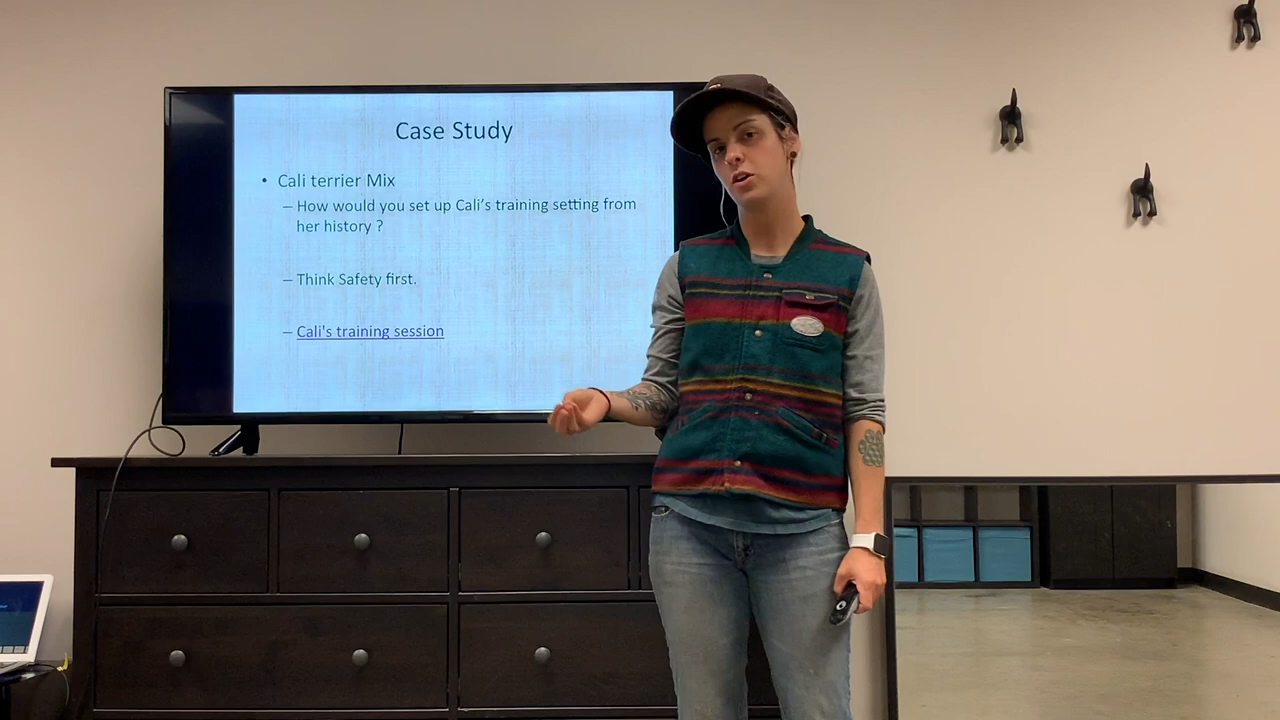 Case Study
• Cali terrier Mix
– How would you set up Cali's training setting from
her history ?
– Think Safety first.
– Cali's training session